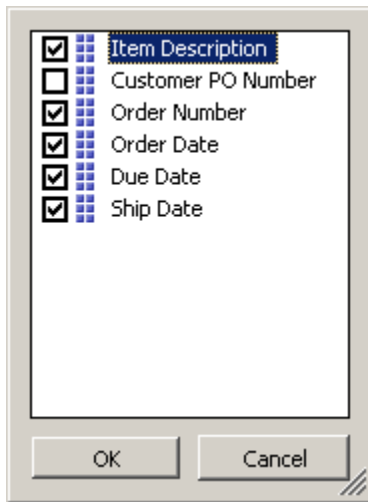 Item Description
Customer PO Number
Order Number
Order Date
Due Date
Ship Date
OK
Cancel